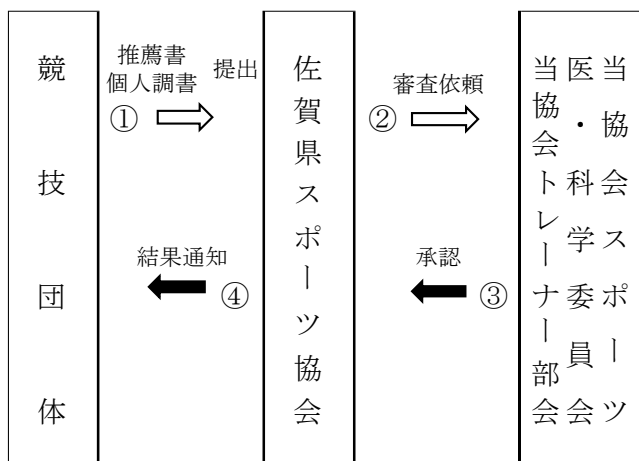 競技団体
推薦書
個人調書
提出
①
佐賀県スポーツ協会
審査依頼
②
当協会スポーツ
医・科学委員会
当協会トレーナー部会
承認
③
結果通知
④